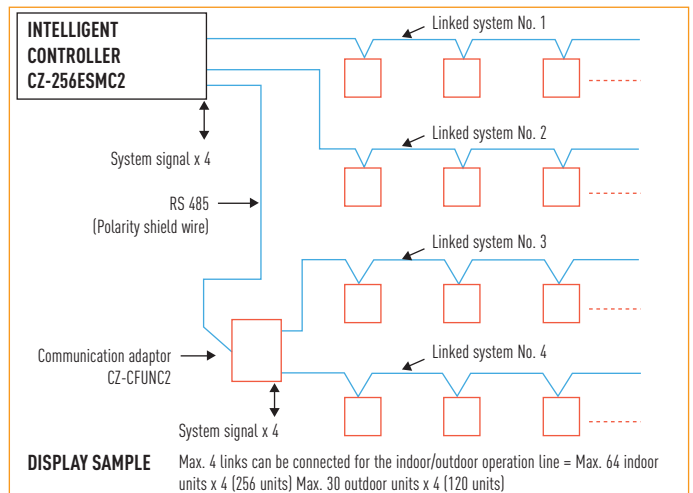 INTELLIGENT
CONTROLLER
CZ-256ESMC2
Linked system No. 1
System signal x 4
Linked system No. 2
RS 485
(Polarity shield wire)
Linked system No. 3
Communication adaptor
CZ-CFUNC2
Linked system No. 4
System signal x 4
DISPLAY SAMPLE
Max. 4 links can be connected for the indoor/outdoor operation line = Max. 64 indoor
units x 4 (256 units) Max. 30 outdoor units x 4 (120 units)